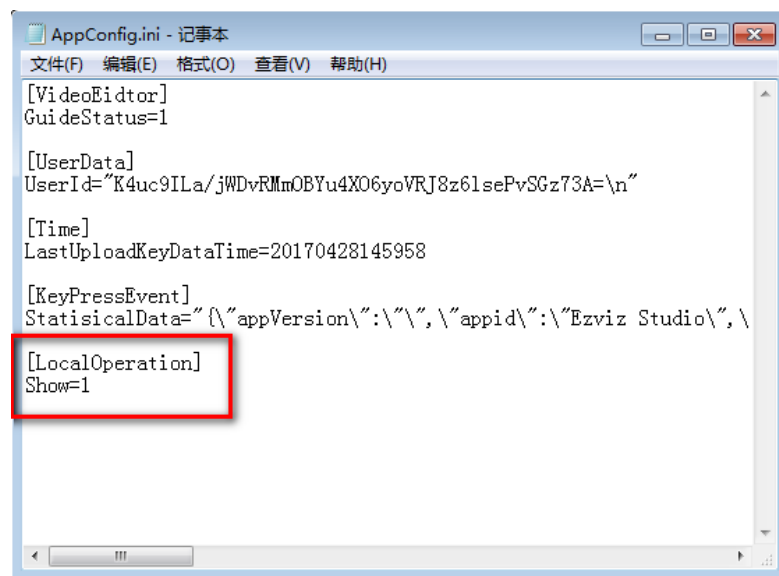 AppConfig.ini - 记事本
文件(F) 编辑(E) 格式(O) 查看(V) 帮助(H)
[VideoEidtor]
GuideStatus=1
[UserData]
UserId="K4uc9ILa/jWDvRMmOBYu4XO6yoVRJ8z6lsePvSGz73A=\n"
[Time]
LastUploadKeyDataTime=20170428145958
[KeyPressEvent]
StatisicalData="{\"appVersion\":\"\",\"appid\":\"Ezviz Studio\",\
[LocalOperation]
Show=1